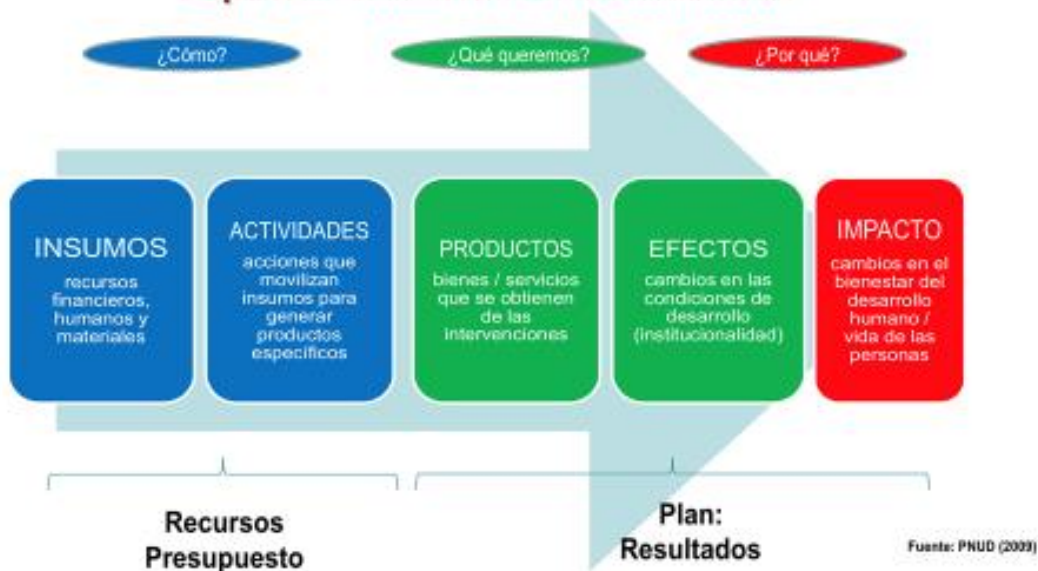 ¿Cómo?
¿Qué queremos?
¿Por qué?
INSUMOS
recursos
financieros,
humanos y
materiales
ACTIVIDADES
acciones que
movilizan
insumos para
generar
productos
específicos
PRODUCTOS
bienes / servicios
que se obtienen
de las
intervenciones
EFECTOS
cambios en las
condiciones de
desarrollo
(institucionalidad)
IMPACTO
cambios en el
bienestar del
desarrollo
humano /
vida de las
personas
Recursos
Presupuesto
Plan:
Resultados
Fuente: PNUD (2009)